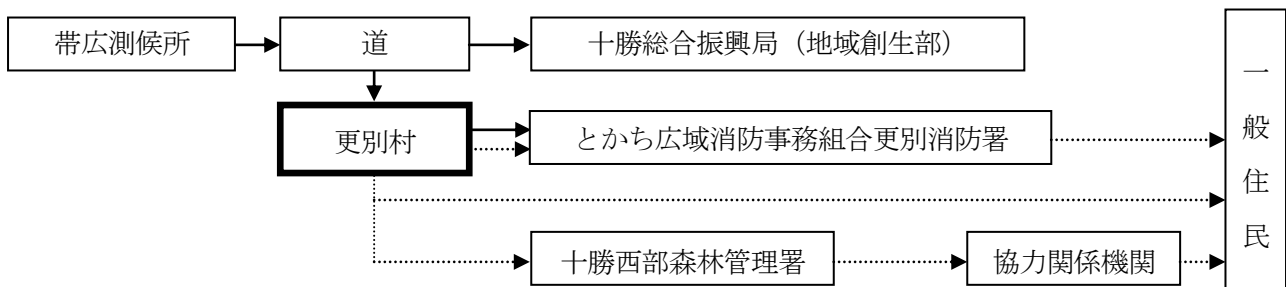 帯広測候所
道
十勝総合振興局（地域創生部）
更別村
とかち広域消防事務組合更別消防署
十勝西部森林管理署
協力関係機関
一般住民